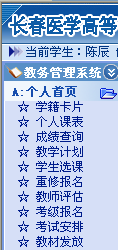 长春医学高等
当前学生：陈辰
教务管理系统
A:个人首页
☆ 学籍卡片
☆ 个人课表
☆ 成绩查询
☆ 教学计划
☆ 学生选课
☆ 重修报名
☆ 教师评估
☆ 考级报名
☆ 考试安排
☆ 教材发放